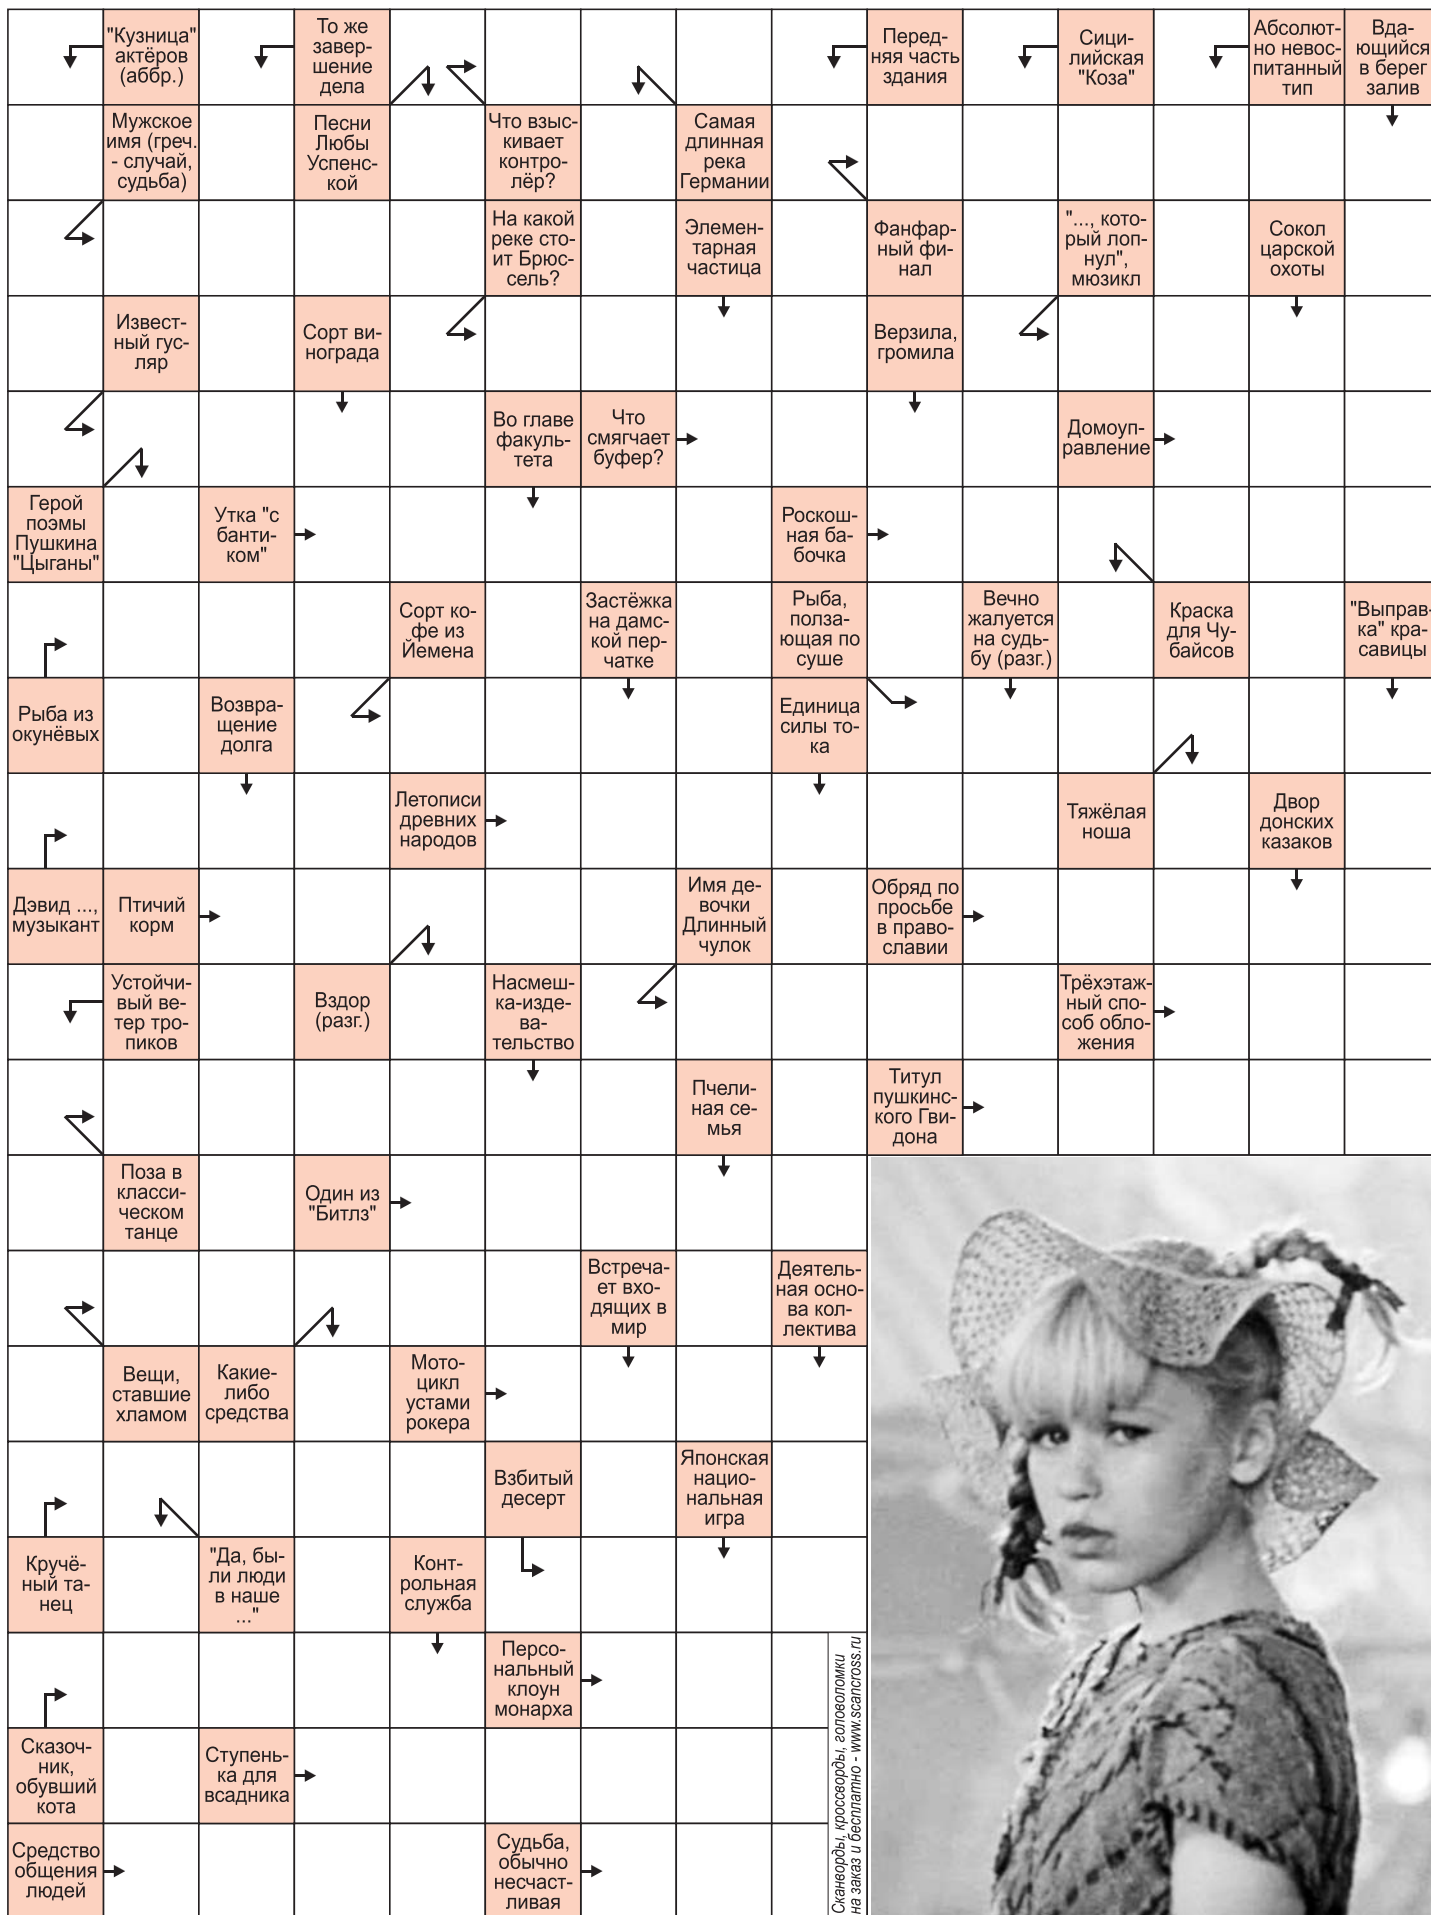 "Кузница"
актёров
(аббр.)
То же
завер-
шение
дела
Перед-
няя часть
здания
Сици-
лийская
"Коза"
Абсолют-
но невос-
питанный
тип
Вда-
ющийся
в берег
залив
Мужское
имя (греч.
- случай,
судьба)
Песни
Любы
Успенс-
кой
Что взыс-
кивает
контро-
лёр?
Самая
длинная
река
Германии
На какой
реке сто-
ит Брюс-
сель?
Элемен-
тарная
частица
Фанфар-
ный фи-
нал
"..., кото-
рый лоп-
нул",
мюзикл
Сокол
царской
охоты
Извест-
ный гус-
ляр
Сорт ви-
нограда
Верзила,
громила
Во главе
факуль-
тета
Что
смягчает
буфер?
Домоуп-
равление
Герой
поэмы
Пушкина
"Цыганы"
Утка "с
банти-
ком"
Роскош-
ная ба-
бочка
Сорт ко-
фе из
Йемена
Застёжка
на дамс-
кой пер-
чатке
Рыба,
полза-
ющая по
суше
Вечно
жалуется
на судь-
бу (разг.)
Краска
для Чу-
байсов
"Выправ-
ка" кра-
савицы
Рыба из
окунёвых
Возвра-
щение
долга
Единица
силы то-
ка
Летописи
древних
народов
Тяжёлая
ноша
Двор
донских
казаков
Дэвид ...,
музыкант
Птичий
корм
Имя де-
вочки
Длинный
чулок
Обряд по
просьбе
в право-
славии
Устойчи-
вый ве-
тер тро-
пиков
Вздор
(разг.)
Насмеш-
ка-изде-
ва-
тельство
Трёхэтаж-
ный спо-
соб обло-
жения
Пчели-
ная се-
мья
Титул
пушкинс-
кого Гви-
дона
Поза в
класси-
ческом
танце
Один из
"Битлз"
Встреча-
ет вхо-
дящих в
мир
Деятель-
ная осно-
ва кол-
лектива
Вещи,
ставшие
хламом
Какие-
либо
средства
Мото-
цикл
устами
рокера
Взбитый
десерт
Японская
нацио-
нальная
игра
Кручё-
ный та-
нец
"Да, бы-
ли люди
в наше
..."
Конт-
рольная
служба
Персо-
нальный
клоун
монарха
Сказоч-
ник,
обувший
кота
Ступень-
ка для
всадника
Средство
общения
людей
Судьба,
обычно
несчаст-
ливая
Сканворды, кроссворды, головоломки
на заказ и бесплатно - www.scancross.ru